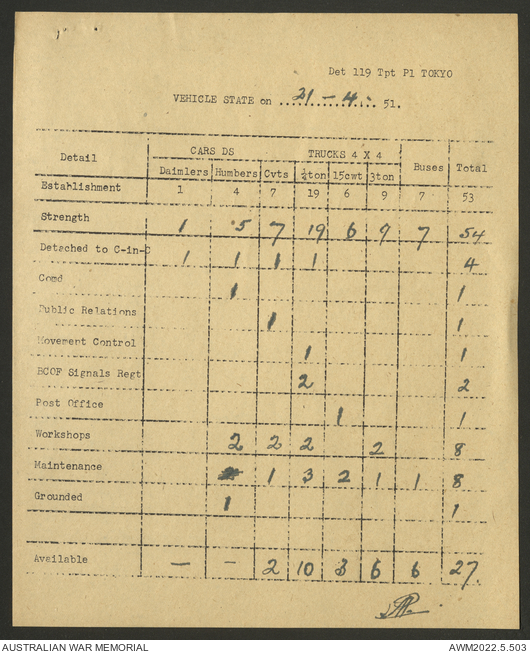 Det 119 Tpt Pl TOKYO
VEHICLE STATE on ....21 - 4 -.... 51.
Detail CARS DS TRUCKS 4 X 4 Buses Total
Daimlers Humbers Cvts ¼ton 15cwt 3ton
Establishment 1 4 7 19 6 9 7 53
Strength 1 5 7 19 6 9 7 54
Detached to C-in-C 1 1 1 1 4
Comd 1 1
Public Relations 1 1
Movement Control 1 1
BCOF Signals Regt 2 2
Post Office 1 1
Workshops 2 2 2 2 8
Maintenance 1 3 2 1 1 8
Grounded 1 1
Available — — 2 10 3 6 6 27.
AUSTRALIAN WAR MEMORIAL AWM2022.5.503